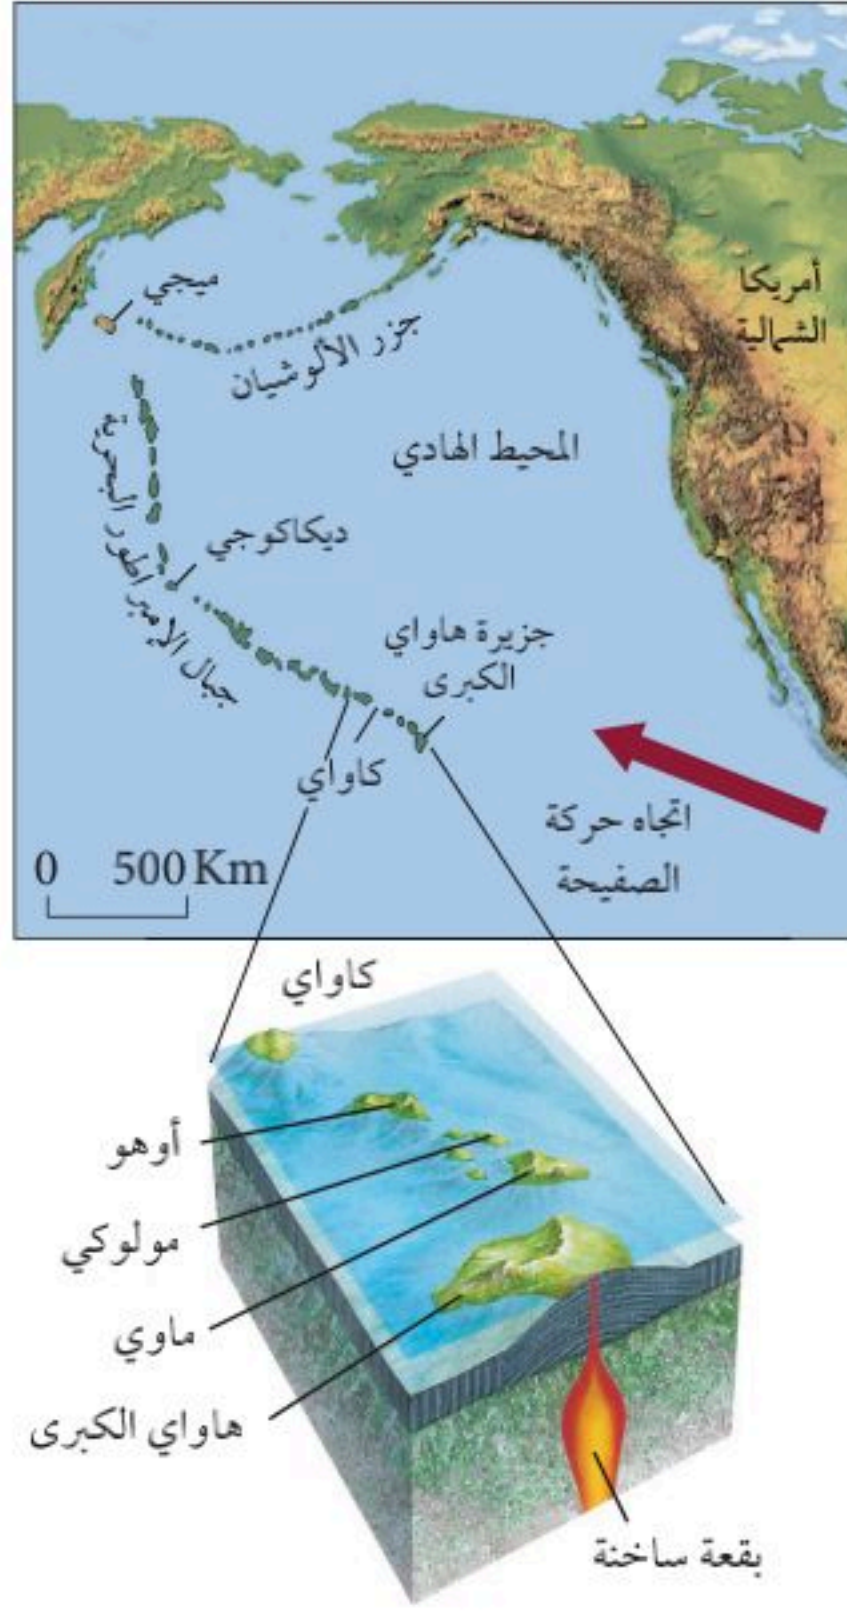 أمريكا
الشمالية
ميجي
جزر الألوشيان
المحيط الهادي
ديكاكوجي
جبال الإمبراطور البحرية
جزيرة هاواي
الكبرى
كاواي
اتجاه حركة
الصفيحة
0 500 Km
كاواي
أوهو
مولوكي
ماوي
هاواي الكبرى
بقعة ساخنة